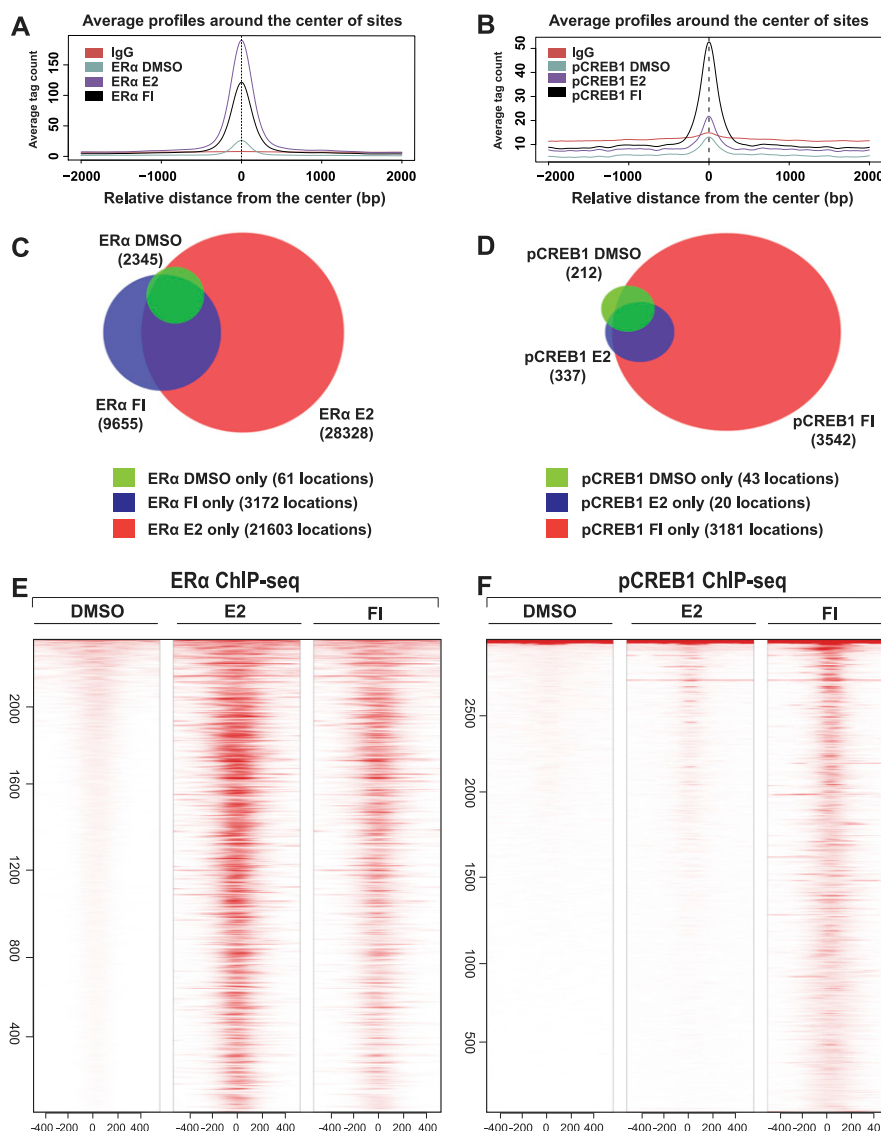 A
Average profiles around the center of sites
Average tag count
150
100
50
0
IgG
ERα DMSO
ERα E2
ERα FI
−2000
−1000
0
1000
2000
Relative distance from the center (bp)
B
Average profiles around the center of sites
Average tag count
50
40
30
20
10
IgG
pCREB1 DMSO
pCREB1 E2
pCREB1 FI
−2000
−1000
0
1000
2000
Relative distance from the center (bp)
C
ERα DMSO
(2345)
ERα FI
(9655)
ERα E2
(28328)
ERα DMSO only (61 locations)
ERα FI only (3172 locations)
ERα E2 only (21603 locations)
D
pCREB1 DMSO
(212)
pCREB1 E2
(337)
pCREB1 FI
(3542)
pCREB1 DMSO only (43 locations)
pCREB1 E2 only (20 locations)
pCREB1 FI only (3181 locations)
E
ERα ChIP-seq
DMSO E2 FI
2000
1600
1200
800
400
-400 -200 0 200 400 -400 -200 0 200 400 -400 -200 0 200 400
F
pCREB1 ChIP-seq
DMSO E2 FI
2500
2000
1500
1000
500
-400 -200 0 200 400 -400 -200 0 200 400 -400 -200 0 200